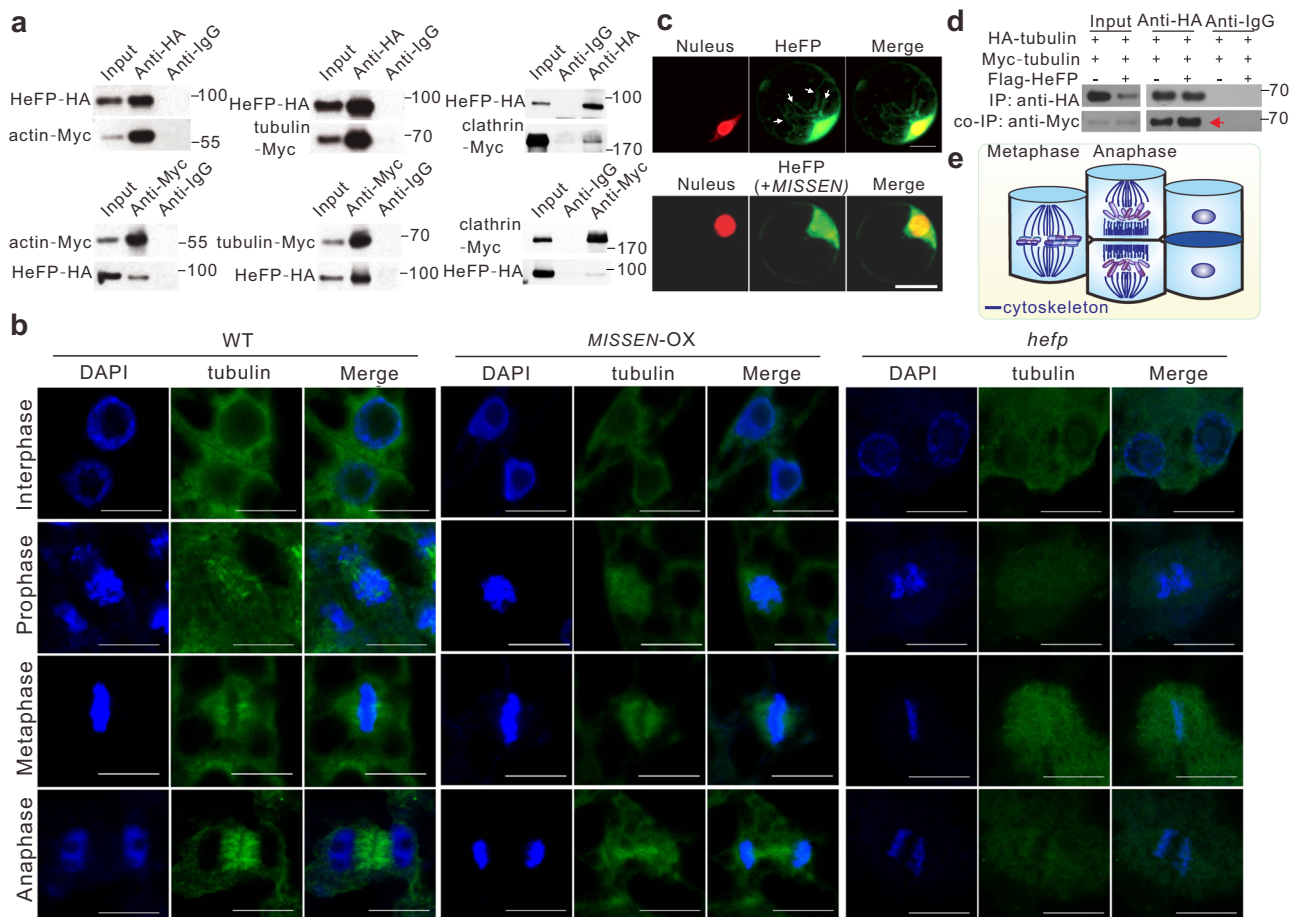 a
Input
Anti-HA
Anti-IgG
HeFP-HA
–100
actin-Myc
–55
Input
Anti-HA
Anti-IgG
HeFP-HA
–100
tubulin
-Myc
–70
Input
Anti-IgG
Anti-HA
HeFP-HA
–100
clathrin
-Myc
–170
Input
Anti-Myc
Anti-IgG
actin-Myc
–55
HeFP-HA
–100
Input
Anti-Myc
Anti-IgG
tubulin-Myc
–70
HeFP-HA
–100
Input
Anti-IgG
Anti-Myc
clathrin
-Myc
–170
HeFP-HA
–100
c
Nuleus HeFP Merge
Nuleus HeFP Merge
(+MISSEN)
d
Input Anti-HA Anti-IgG
HA-tubulin + + + + + +
Myc-tubulin + + + + + +
Flag-HeFP - + - + - +
IP: anti-HA –70
co-IP: anti-Myc –70
e
Metaphase Anaphase
cytoskeleton
b
WT MISSEN-OX hefp
DAPI tubulin Merge DAPI tubulin Merge DAPI tubulin Merge
Interphase
Prophase
Metaphase
Anaphase